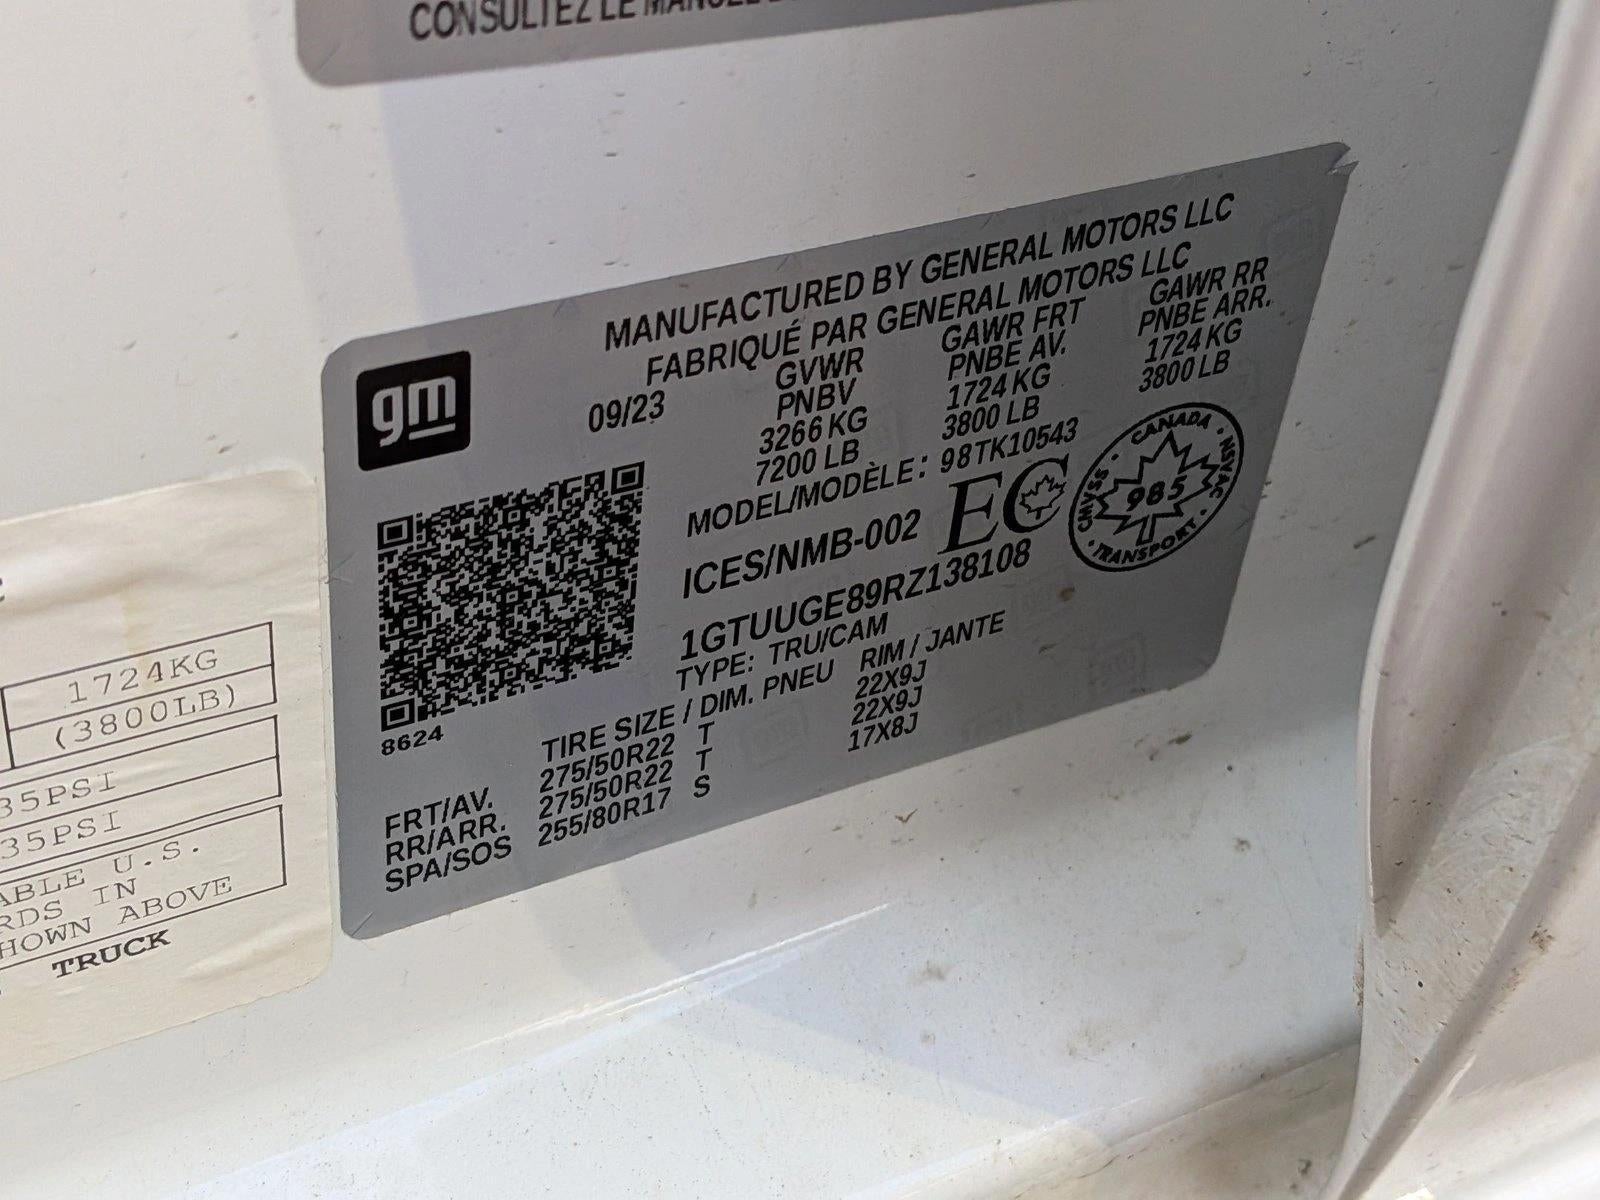 CONSULTEZ LE MANUEL
MANUFACTURED BY GENERAL MOTORS LLC
FABRIQUÉ PAR GENERAL MOTORS LLC
gm
09/23
GVWR
PNBV
3266 KG
7200 LB
GAWR FRT
PNBE AV.
1724 KG
3800 LB
GAWR RR
PNBE ARR.
1724 KG
3800 LB
MODEL/MODÈLE: 98TK10543
ICES/NMB-002 EC
CANADA · NSVAC · TRANSPORT · CMVSS ·
985
1GTUUGE89RZ138108
TYPE: TRU/CAM
8624
TIRE SIZE / DIM. PNEU RIM / JANTE
FRT/AV. 275/50R22 T 22X9J
RR/ARR. 275/50R22 T 22X9J
SPA/SOS 255/80R17 S 17X8J
1724KG
(3800LB)
35PSI
35PSI
ABLE U.S.
RDS IN
HOWN ABOVE
TRUCK